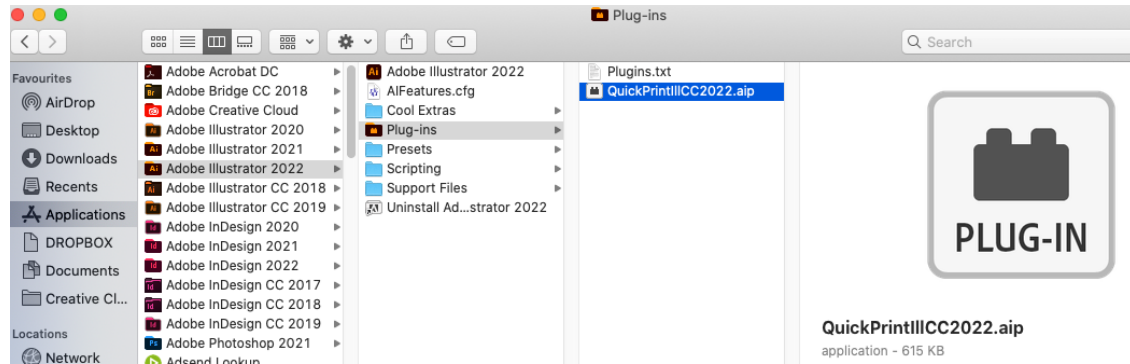 Plug-ins
Search
Favourites
AirDrop
Desktop
Downloads
Recents
Applications
DROPBOX
Documents
Creative Cl...
Locations
Network
Adobe Acrobat DC
Adobe Bridge CC 2018
Adobe Creative Cloud
Adobe Illustrator 2020
Adobe Illustrator 2021
Adobe Illustrator 2022
Adobe Illustrator CC 2018
Adobe Illustrator CC 2019
Adobe InDesign 2020
Adobe InDesign 2021
Adobe InDesign 2022
Adobe InDesign CC 2017
Adobe InDesign CC 2018
Adobe InDesign CC 2019
Adobe Photoshop 2021
Adsend Lookup
Adobe Illustrator 2022
AIFeatures.cfg
Cool Extras
Plug-ins
Presets
Scripting
Support Files
Uninstall Ad...strator 2022
Plugins.txt
QuickPrintIllCC2022.aip
PLUG-IN
QuickPrintIllCC2022.aip
application - 615 KB